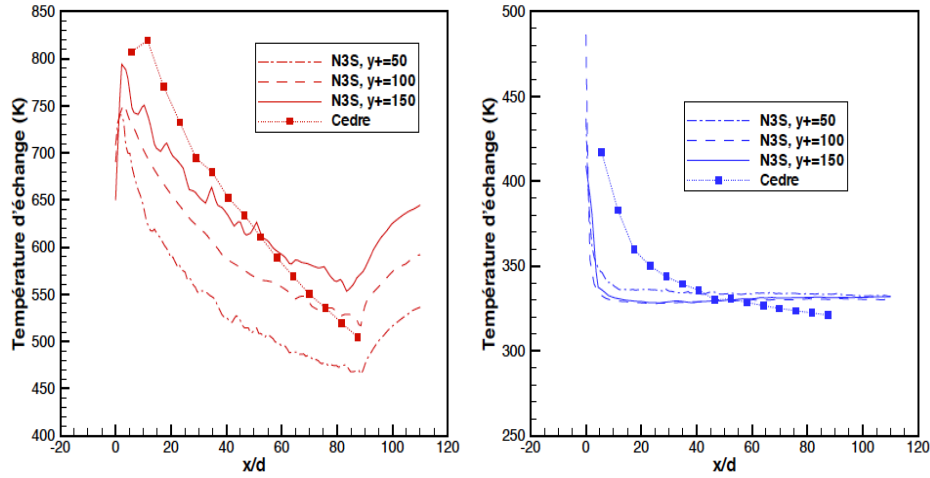 850
800
750
700
650
600
550
500
450
400
-20
0
20
40
60
80
100
120
x/d
Température d'échange (K)
N3S, y+=50
N3S, y+=100
N3S, y+=150
Cedre
500
450
400
350
300
250
-20
0
20
40
60
80
100
120
x/d
Température d'échange (K)
N3S, y+=50
N3S, y+=100
N3S, y+=150
Cedre